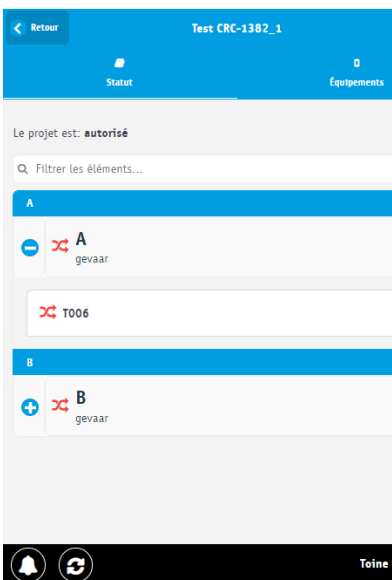 Retour
Test CRC-1382_1
Statut
Équipements
Le projet est: autorisé
Filtrer les éléments...
A
A
gevaar
T006
B
B
gevaar
Toine